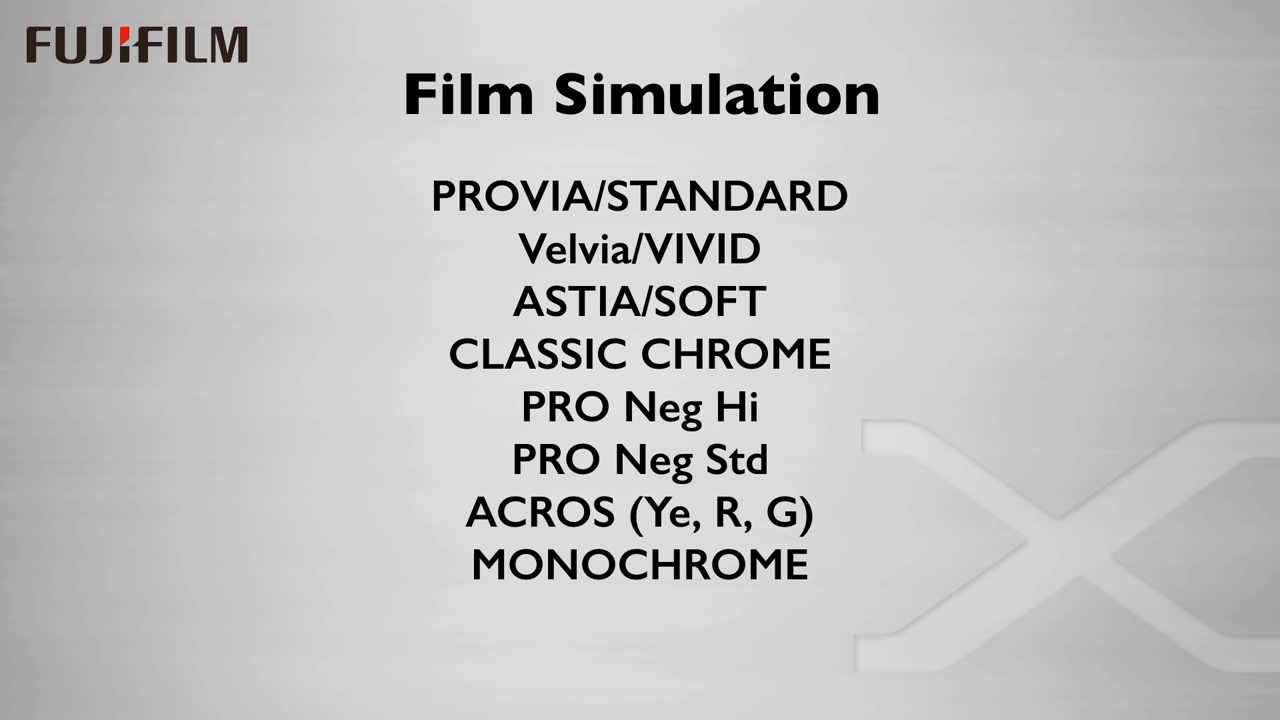 FUJIFILM
Film Simulation
PROVIA/STANDARD
Velvia/VIVID
ASTIA/SOFT
CLASSIC CHROME
PRO Neg Hi
PRO Neg Std
ACROS (Ye, R, G)
MONOCHROME